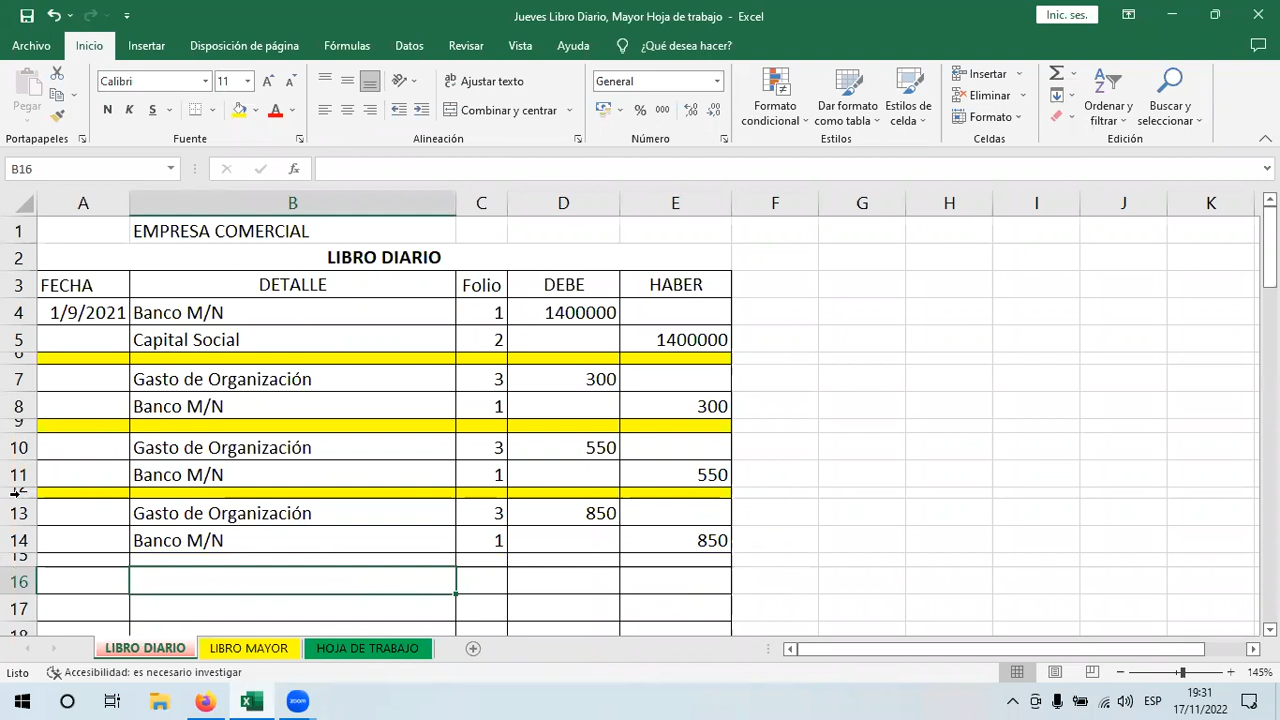 Jueves Libro Diario, Mayor Hoja de trabajo - Excel
Inic. ses.
Archivo Inicio Insertar Disposición de página Fórmulas Datos Revisar Vista Ayuda ¿Qué desea hacer?
Pegar
Calibri 11
N K S
Ajustar texto
Combinar y centrar
General
% 000
Formato condicional
Dar formato como tabla
Estilos de celda
Insertar
Eliminar
Formato
Ordenar y filtrar
Buscar y seleccionar
Portapapeles Fuente Alineación Número Estilos Celdas Edición
B16 fx
A B C D E F G H I J K
1 EMPRESA COMERCIAL
2 LIBRO DIARIO
3 FECHA DETALLE Folio DEBE HABER
4 1/9/2021 Banco M/N 1 1400000
5 Capital Social 2 1400000
6
7 Gasto de Organización 3 300
8 Banco M/N 1 300
9
10 Gasto de Organización 3 550
11 Banco M/N 1 550
13 Gasto de Organización 3 850
14 Banco M/N 1 850
15
16
17
18
LIBRO DIARIO LIBRO MAYOR HOJA DE TRABAJO
Listo Accesibilidad: es necesario investigar 145%
zoom
ESP
19:31
17/11/2022